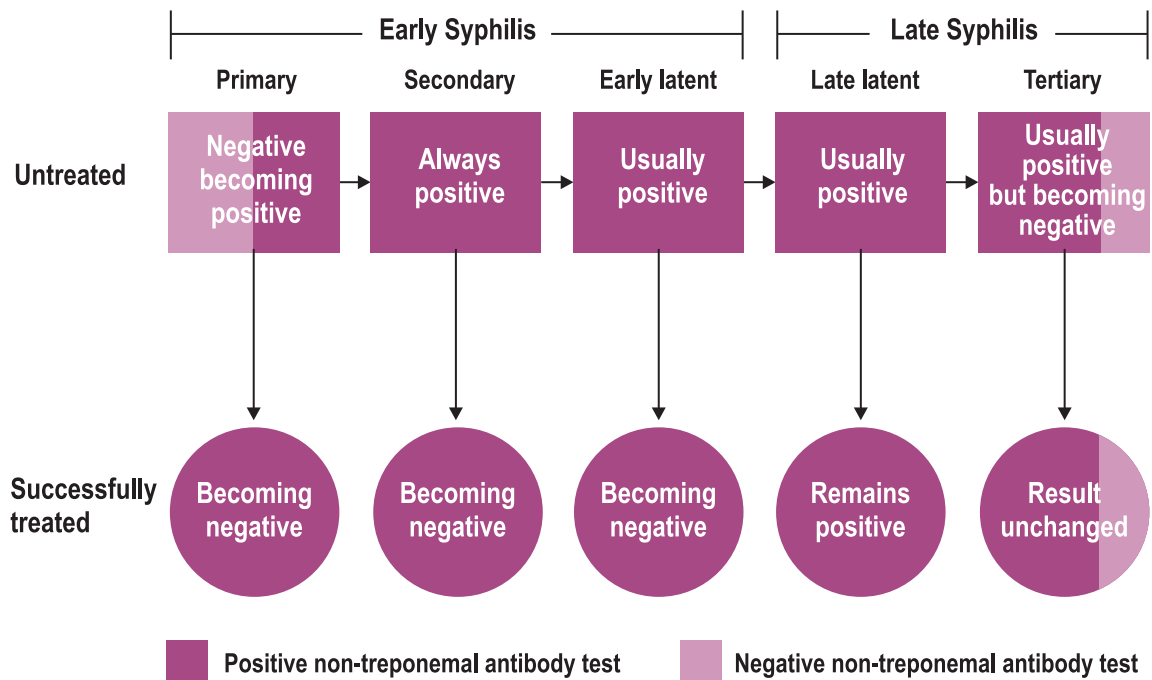 Early Syphilis
Late Syphilis
Primary
Secondary
Early latent
Late latent
Tertiary
Untreated
Negative
becoming
positive
Always
positive
Usually
positive
Usually
positive
Usually
positive
but becoming
negative
Successfully
treated
Becoming
negative
Becoming
negative
Becoming
negative
Remains
positive
Result
unchanged
Positive non-treponemal antibody test
Negative non-treponemal antibody test